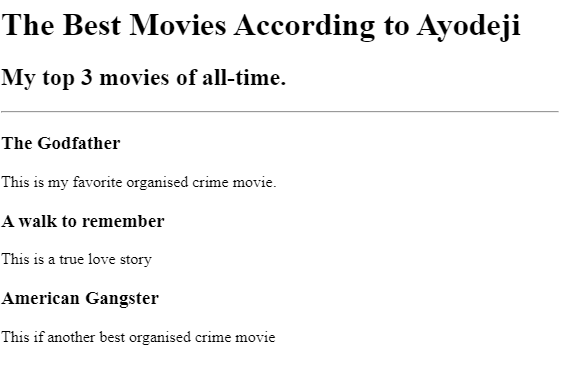 The Best Movies According to Ayodeji
My top 3 movies of all-time.
The Godfather
This is my favorite organised crime movie.
A walk to remember
This is a true love story
American Gangster
This if another best organised crime movie